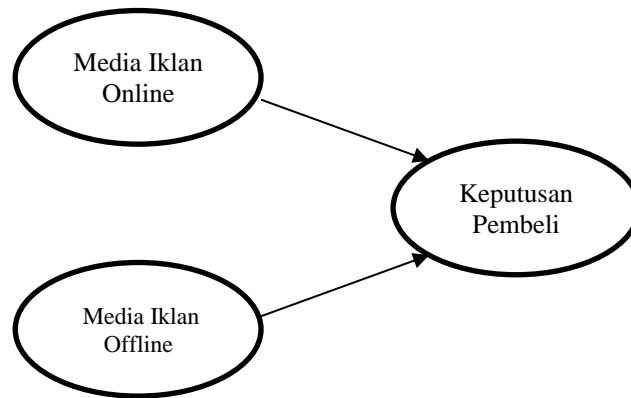 Media Iklan
Online
Keputusan
Pembeli
Media Iklan
Offline